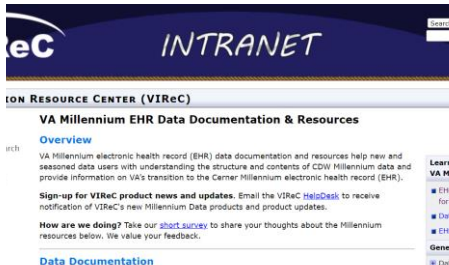 ReC
INTRANET
Search
ION RESOURCE CENTER (VIReC)
VA Millennium EHR Data Documentation & Resources
Overview
VA Millennium electronic health record (EHR) data documentation and resources help new and
seasoned data users with understanding the structure and contents of CDW Millennium data and
provide information on VA's transition to the Cerner Millennium electronic health record (EHR).
Sign-up for VIReC product news and updates. Email the VIReC HelpDesk to receive
notification of VIReC's new Millennium Data products and product updates.
How are we doing? Take our short survey to share your thoughts about the Millennium
resources below. We value your feedback.
Data Documentation
arch
Lear
VA M
EH
for
Da
EH
Gene
Da